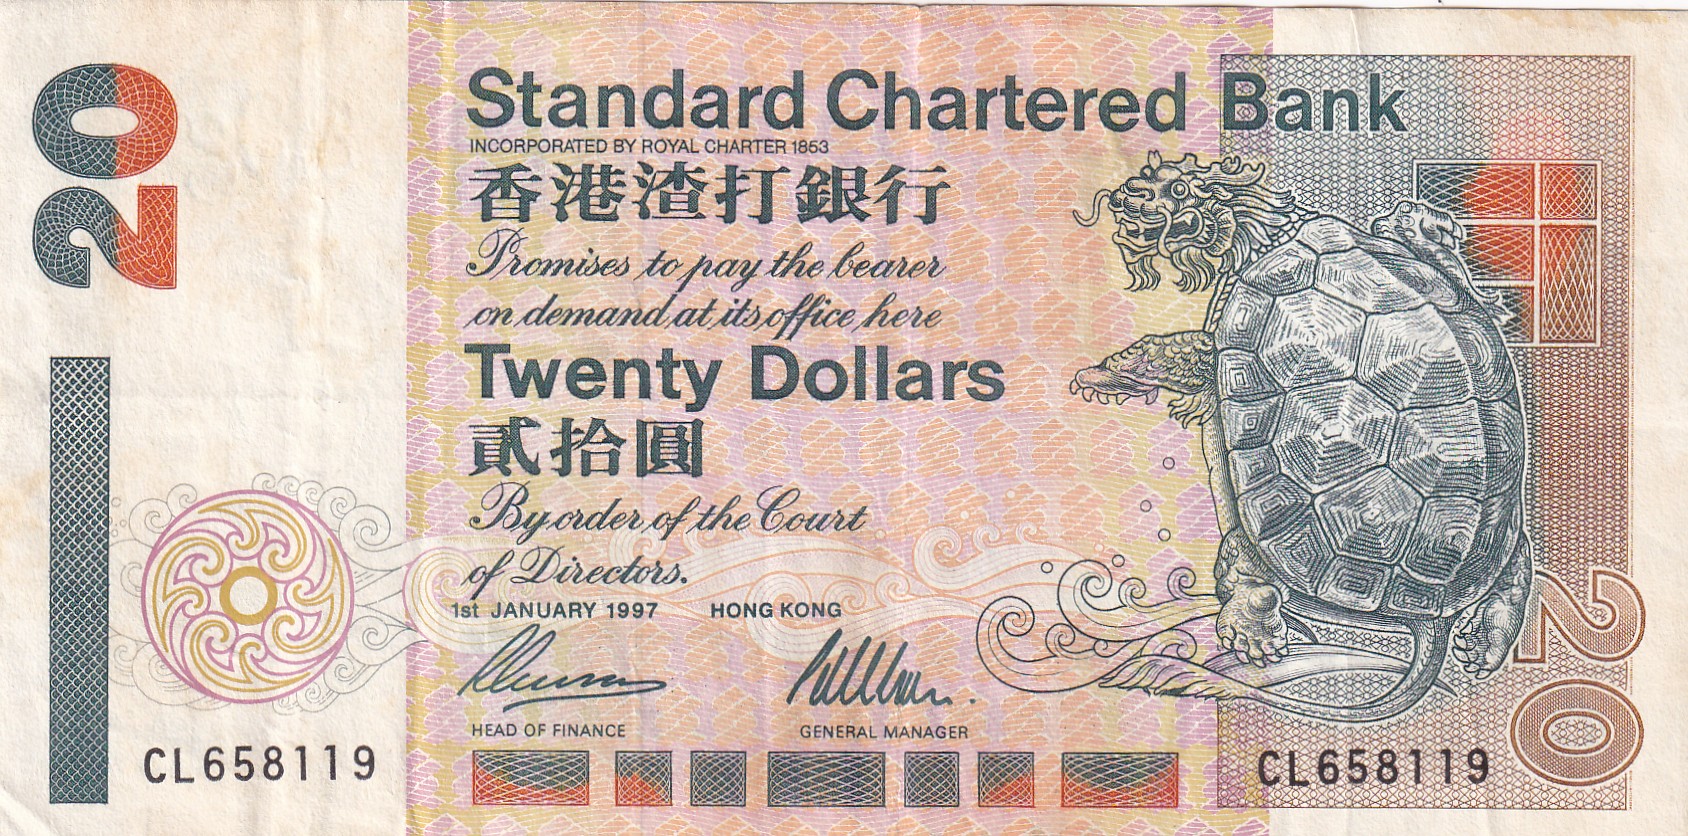 20
Standard Chartered Bank
INCORPORATED BY ROYAL CHARTER 1853
香港渣打銀行
Promises to pay the bearer
on demand at its office here
Twenty Dollars
貳拾圓
By order of the Court
of Directors.
1st JANUARY 1997 HONG KONG
HEAD OF FINANCE GENERAL MANAGER
CL658119 CL658119
20